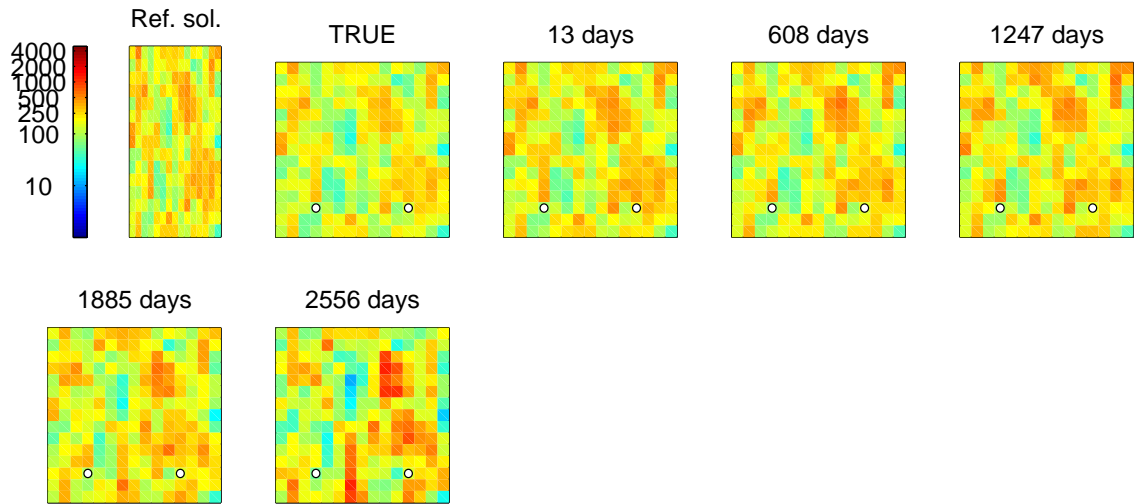 Ref. sol.
TRUE
13 days
608 days
1247 days
4000
2000
1000
500
250
100
10
1885 days
2556 days